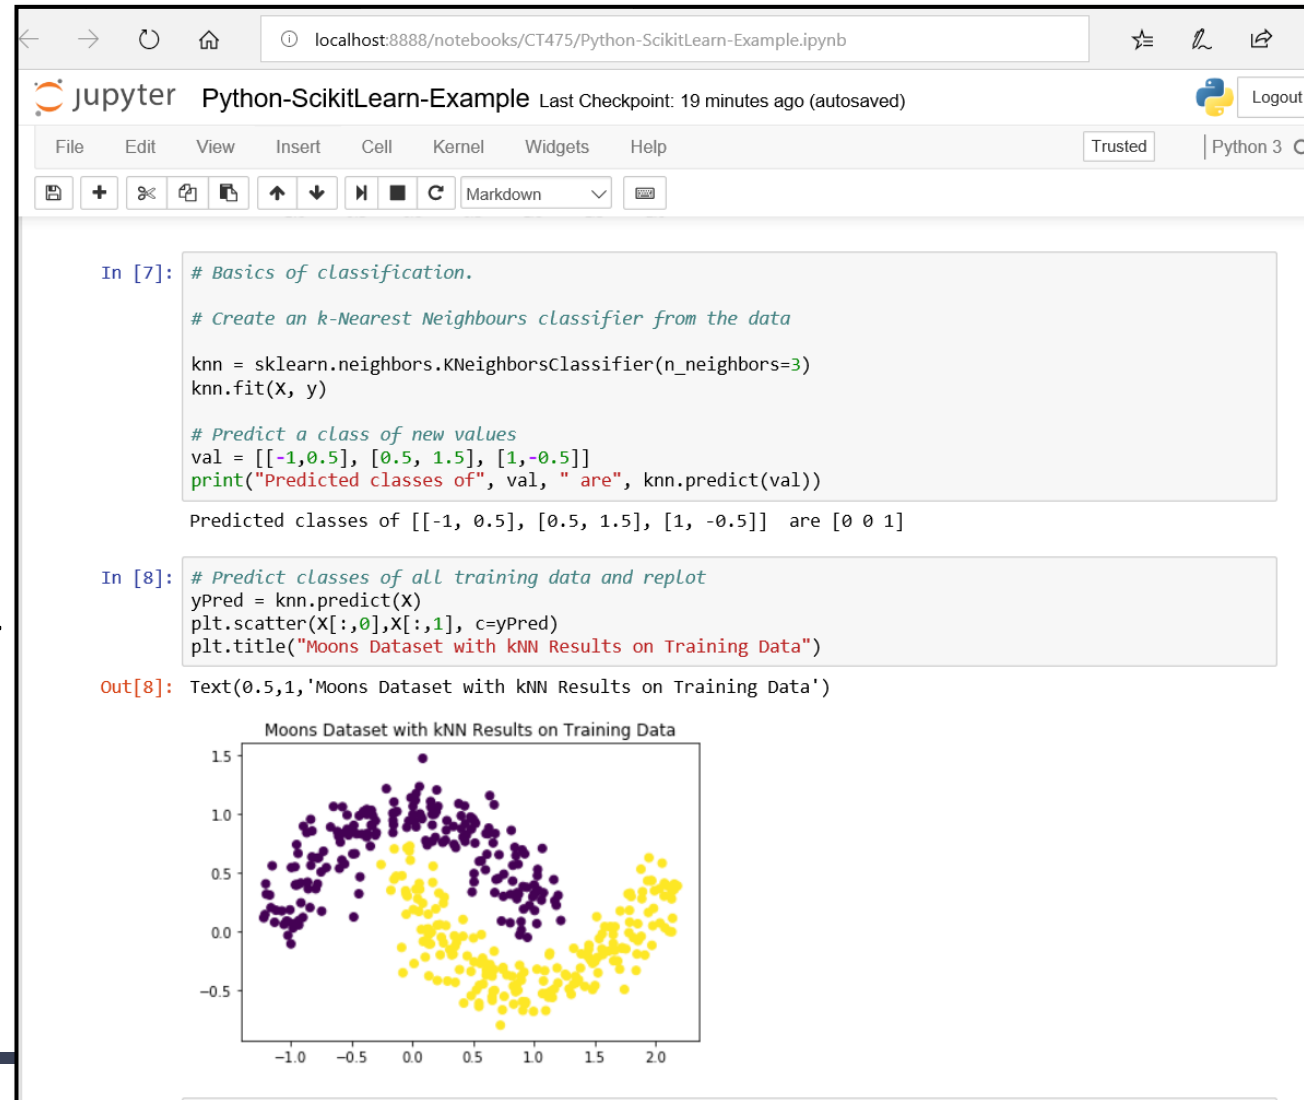 localhost:8888/notebooks/CT475/Python-ScikitLearn-Example.ipynb
jupyter Python-ScikitLearn-Example Last Checkpoint: 19 minutes ago (autosaved) Logout
File Edit View Insert Cell Kernel Widgets Help Trusted Python 3
Markdown
In [7]: # Basics of classification.
# Create an k-Nearest Neighbours classifier from the data
knn = sklearn.neighbors.KNeighborsClassifier(n_neighbors=3)
knn.fit(X, y)
# Predict a class of new values
val = [[-1,0.5], [0.5, 1.5], [1,-0.5]]
print("Predicted classes of", val, " are", knn.predict(val))
Predicted classes of [[-1, 0.5], [0.5, 1.5], [1, -0.5]]  are [0 0 1]
In [8]: # Predict classes of all training data and replot
yPred = knn.predict(X)
plt.scatter(X[:,0],X[:,1], c=yPred)
plt.title("Moons Dataset with kNN Results on Training Data")
Out[8]: Text(0.5,1,'Moons Dataset with kNN Results on Training Data')
Moons Dataset with kNN Results on Training Data
1.5
1.0
0.5
0.0
−0.5
−1.0 −0.5 0.0 0.5 1.0 1.5 2.0